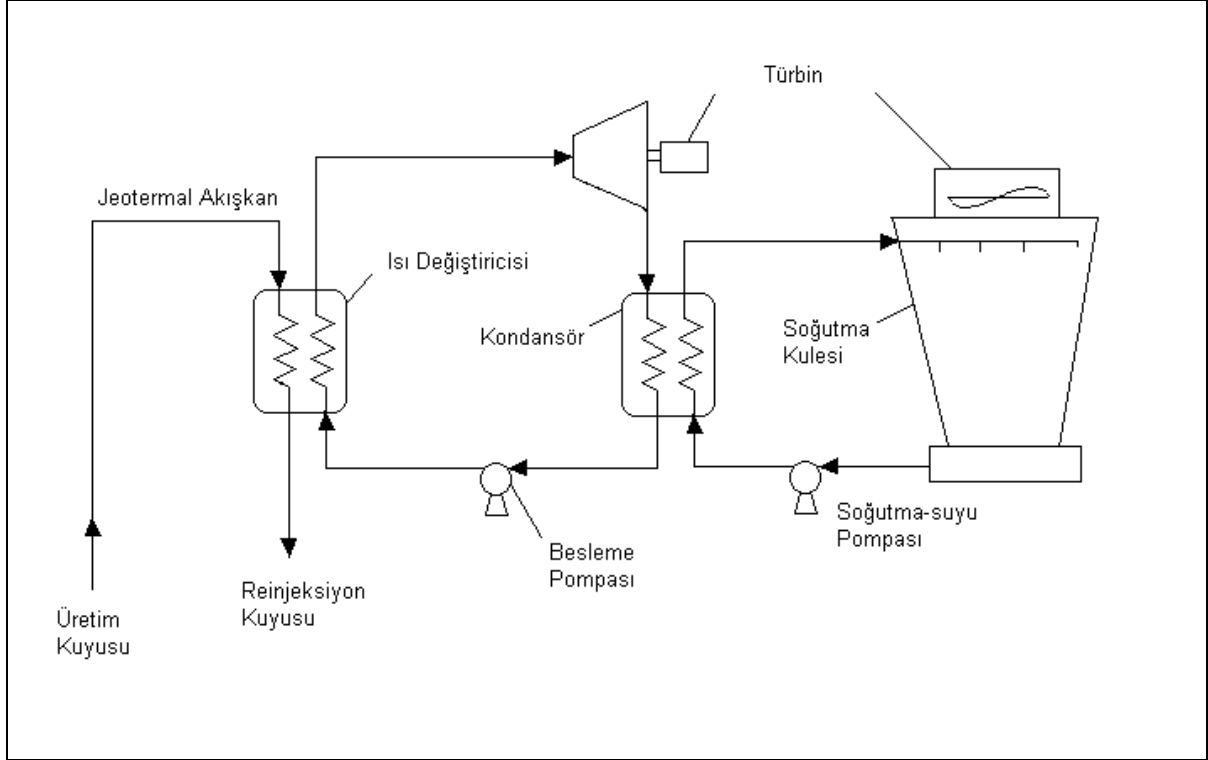 Türbin
Jeotermal Akışkan
Isı Değiştiricisi
Kondansör
Soğutma
Kulesi
Soğutma-suyu
Pompası
Besleme
Pompası
Reinjeksiyon
Kuyusu
Üretim
Kuyusu